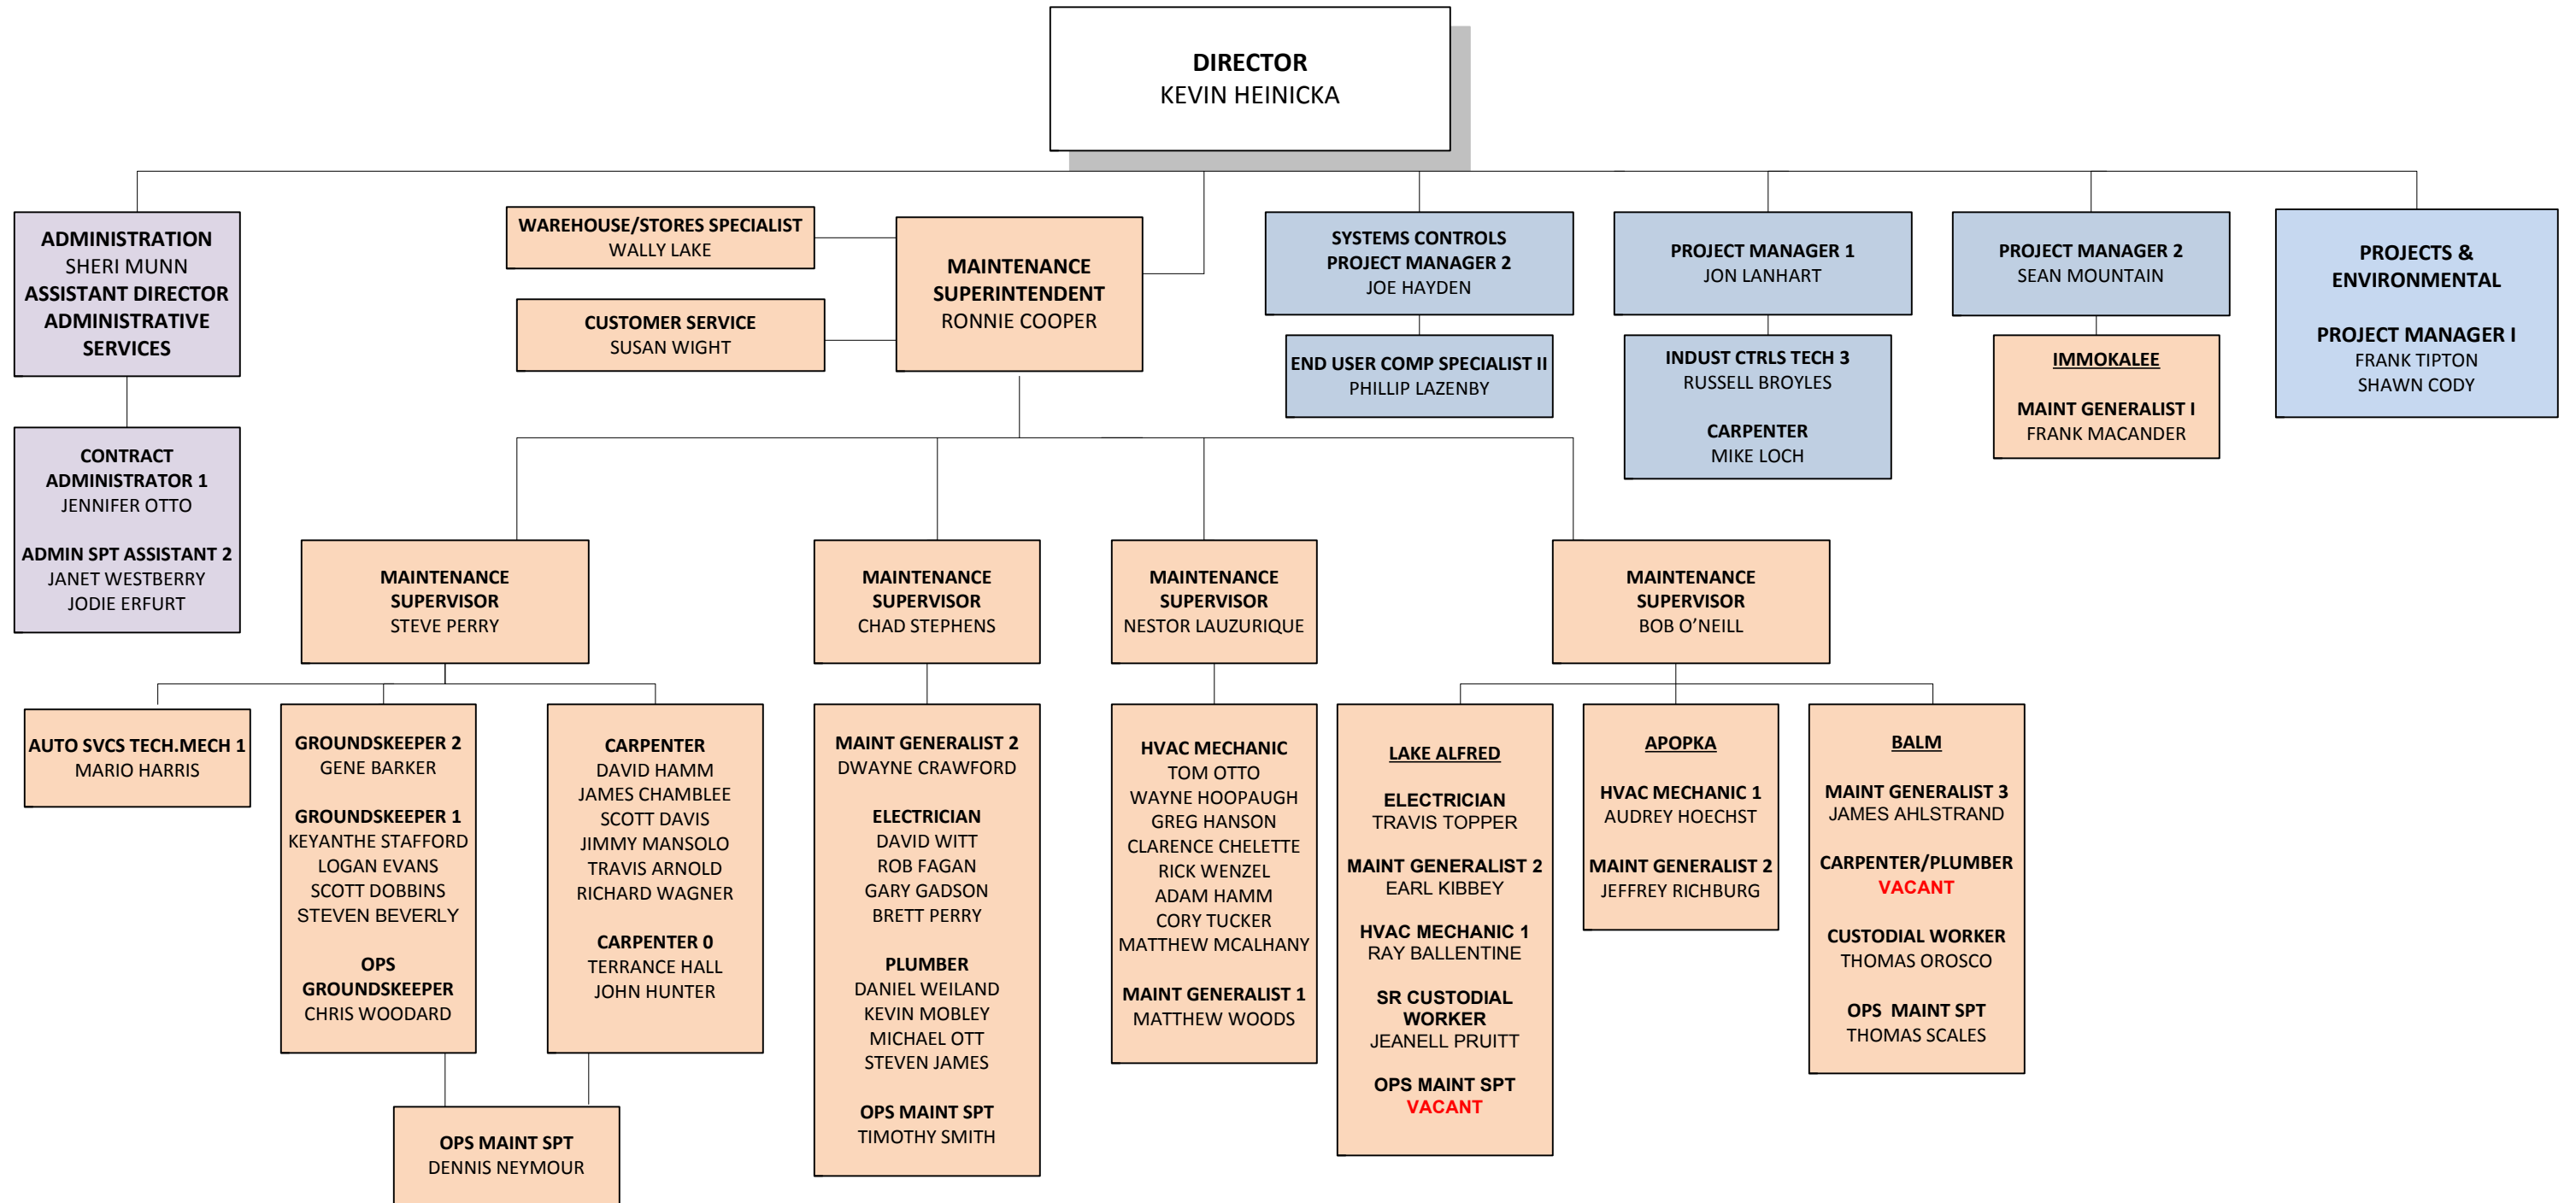 DIRECTOR
KEVIN HEINICKA
ADMINISTRATION
SHERI MUNN
ASSISTANT DIRECTOR
ADMINISTRATIVE
SERVICES
CONTRACT
ADMINISTRATOR 1
JENNIFER OTTO
ADMIN SPT ASSISTANT 2
JANET WESTBERRY
JODIE ERFURT
WAREHOUSE/STORES SPECIALIST
WALLY LAKE
CUSTOMER SERVICE
SUSAN WIGHT
MAINTENANCE
SUPERINTENDENT
RONNIE COOPER
SYSTEMS CONTROLS
PROJECT MANAGER 2
JOE HAYDEN
END USER COMP SPECIALIST II
PHILLIP LAZENBY
PROJECT MANAGER 1
JON LANHART
INDUST CTRLS TECH 3
RUSSELL BROYLES
CARPENTER
MIKE LOCH
PROJECT MANAGER 2
SEAN MOUNTAIN
IMMOKALEE
MAINT GENERALIST I
FRANK MACANDER
PROJECTS &
ENVIRONMENTAL
PROJECT MANAGER I
FRANK TIPTON
SHAWN CODY
MAINTENANCE
SUPERVISOR
STEVE PERRY
AUTO SVCS TECH.MECH 1
MARIO HARRIS
GROUNDSKEEPER 2
GENE BARKER
GROUNDSKEEPER 1
KEYANTHE STAFFORD
LOGAN EVANS
SCOTT DOBBINS
STEVEN BEVERLY
OPS
GROUNDSKEEPER
CHRIS WOODARD
CARPENTER
DAVID HAMM
JAMES CHAMBLEE
SCOTT DAVIS
JIMMY MANSOLO
TRAVIS ARNOLD
RICHARD WAGNER
CARPENTER 0
TERRANCE HALL
JOHN HUNTER
OPS MAINT SPT
DENNIS NEYMOUR
MAINTENANCE
SUPERVISOR
CHAD STEPHENS
MAINT GENERALIST 2
DWAYNE CRAWFORD
ELECTRICIAN
DAVID WITT
ROB FAGAN
GARY GADSON
BRETT PERRY
PLUMBER
DANIEL WEILAND
KEVIN MOBLEY
MICHAEL OTT
STEVEN JAMES
OPS MAINT SPT
TIMOTHY SMITH
MAINTENANCE
SUPERVISOR
NESTOR LAUZURIQUE
HVAC MECHANIC
TOM OTTO
WAYNE HOOPAUGH
GREG HANSON
CLARENCE CHELETTE
RICK WENZEL
ADAM HAMM
CORY TUCKER
MATTHEW MCALHANY
MAINT GENERALIST 1
MATTHEW WOODS
MAINTENANCE
SUPERVISOR
BOB O’NEILL
LAKE ALFRED
ELECTRICIAN
TRAVIS TOPPER
MAINT GENERALIST 2
EARL KIBBEY
HVAC MECHANIC 1
RAY BALLENTINE
SR CUSTODIAL
WORKER
JEANELL PRUITT
OPS MAINT SPT
VACANT
APOPKA
HVAC MECHANIC 1
AUDREY HOECHST
MAINT GENERALIST 2
JEFFREY RICHBURG
BALM
MAINT GENERALIST 3
JAMES AHLSTRAND
CARPENTER/PLUMBER
VACANT
CUSTODIAL WORKER
THOMAS OROSCO
OPS  MAINT SPT
THOMAS SCALES